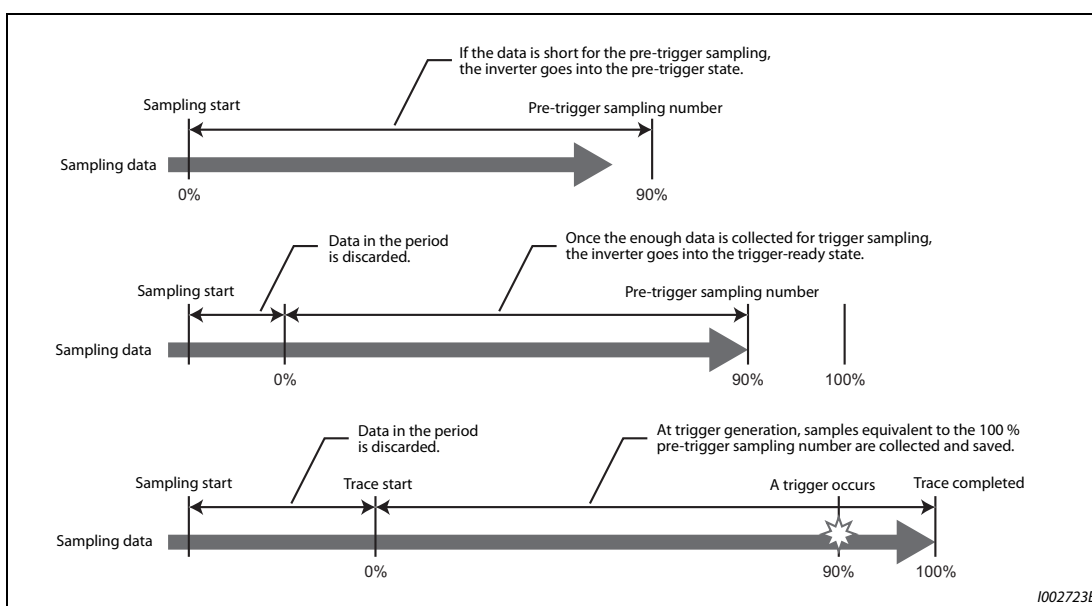 If the data is short for the pre-trigger sampling,
the inverter goes into the pre-trigger state.
Sampling start
Pre-trigger sampling number
Sampling data
0%
90%
Data in the period
is discarded.
Once the enough data is collected for trigger sampling,
the inverter goes into the trigger-ready state.
Sampling start
Pre-trigger sampling number
Sampling data
0%
90%
100%
Data in the period
is discarded.
At trigger generation, samples equivalent to the 100 %
pre-trigger sampling number are collected and saved.
Sampling start
Trace start
A trigger occurs
Trace completed
Sampling data
0%
90%
100%